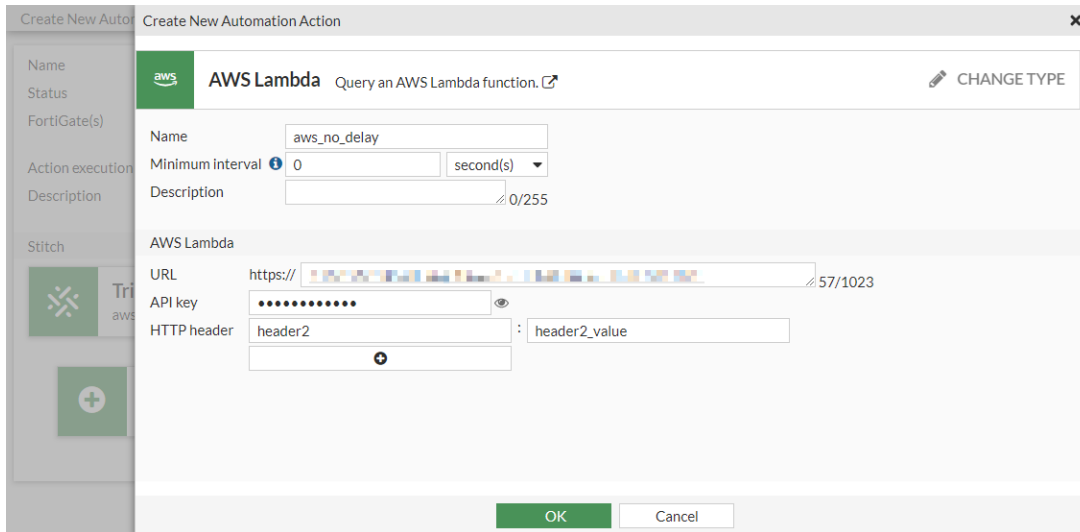 Create New Autor
Create New Automation Action
aws
AWS Lambda Query an AWS Lambda function.
CHANGE TYPE
Name
Status
FortiGate(s)
Action execution
Description
Stitch
Tri
aws
Name aws_no_delay
Minimum interval 0 second(s)
Description 0/255
AWS Lambda
URL https:// 57/1023
API key ••••••••••••
HTTP header header2 : header2_value
OK Cancel